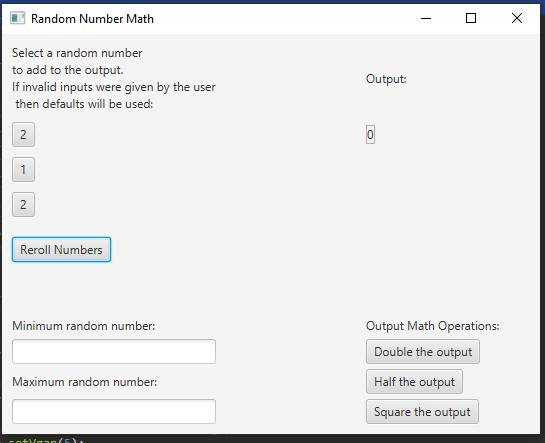 Random Number Math
Select a random number
to add to the output.
If invalid inputs were given by the user
then defaults will be used:
Output:
2
0
1
2
Reroll Numbers
Minimum random number:
Output Math Operations:
Double the output
Maximum random number:
Half the output
Square the output
setVgap(5);